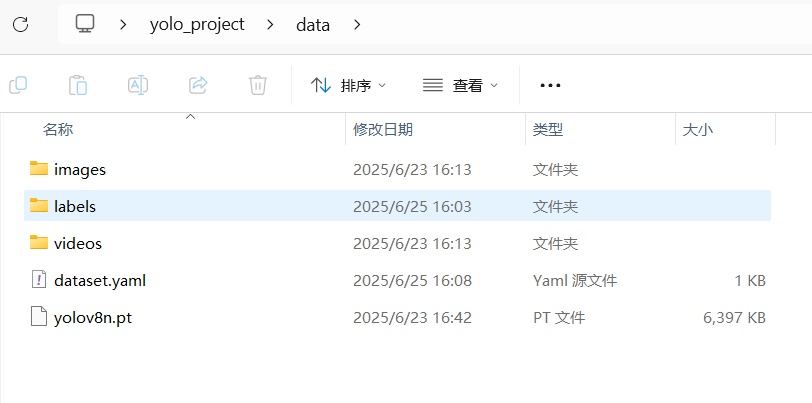 yolo_project > data >
排序 查看
名称 修改日期 类型 大小
images 2025/6/23 16:13 文件夹
labels 2025/6/25 16:03 文件夹
videos 2025/6/23 16:13 文件夹
dataset.yaml 2025/6/25 16:08 Yaml 源文件 1 KB
yolov8n.pt 2025/6/23 16:42 PT 文件 6,397 KB